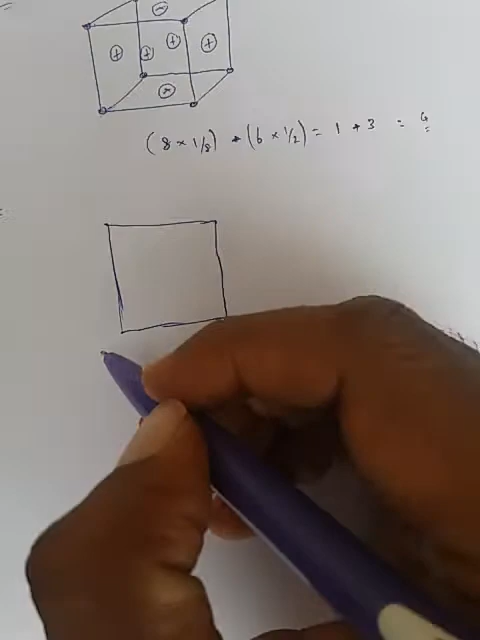 (8 × 1/8) + (6 × 1/2) = 1 + 3 = 4